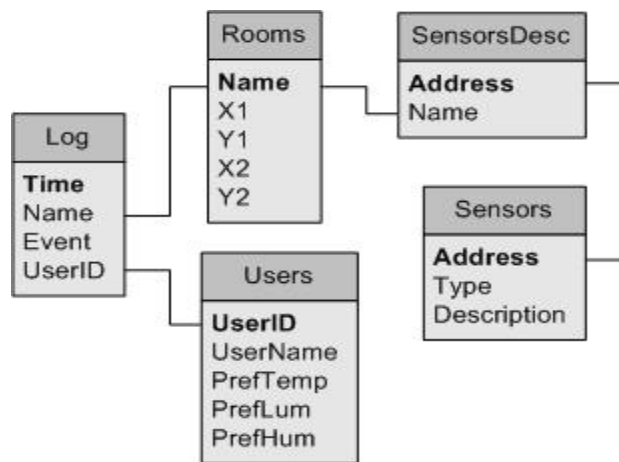 Rooms
Name
X1
Y1
X2
Y2
SensorsDesc
Address
Name
Log
Time
Name
Event
UserID
Users
UserID
UserName
PrefTemp
PrefLum
PrefHum
Sensors
Address
Type
Description